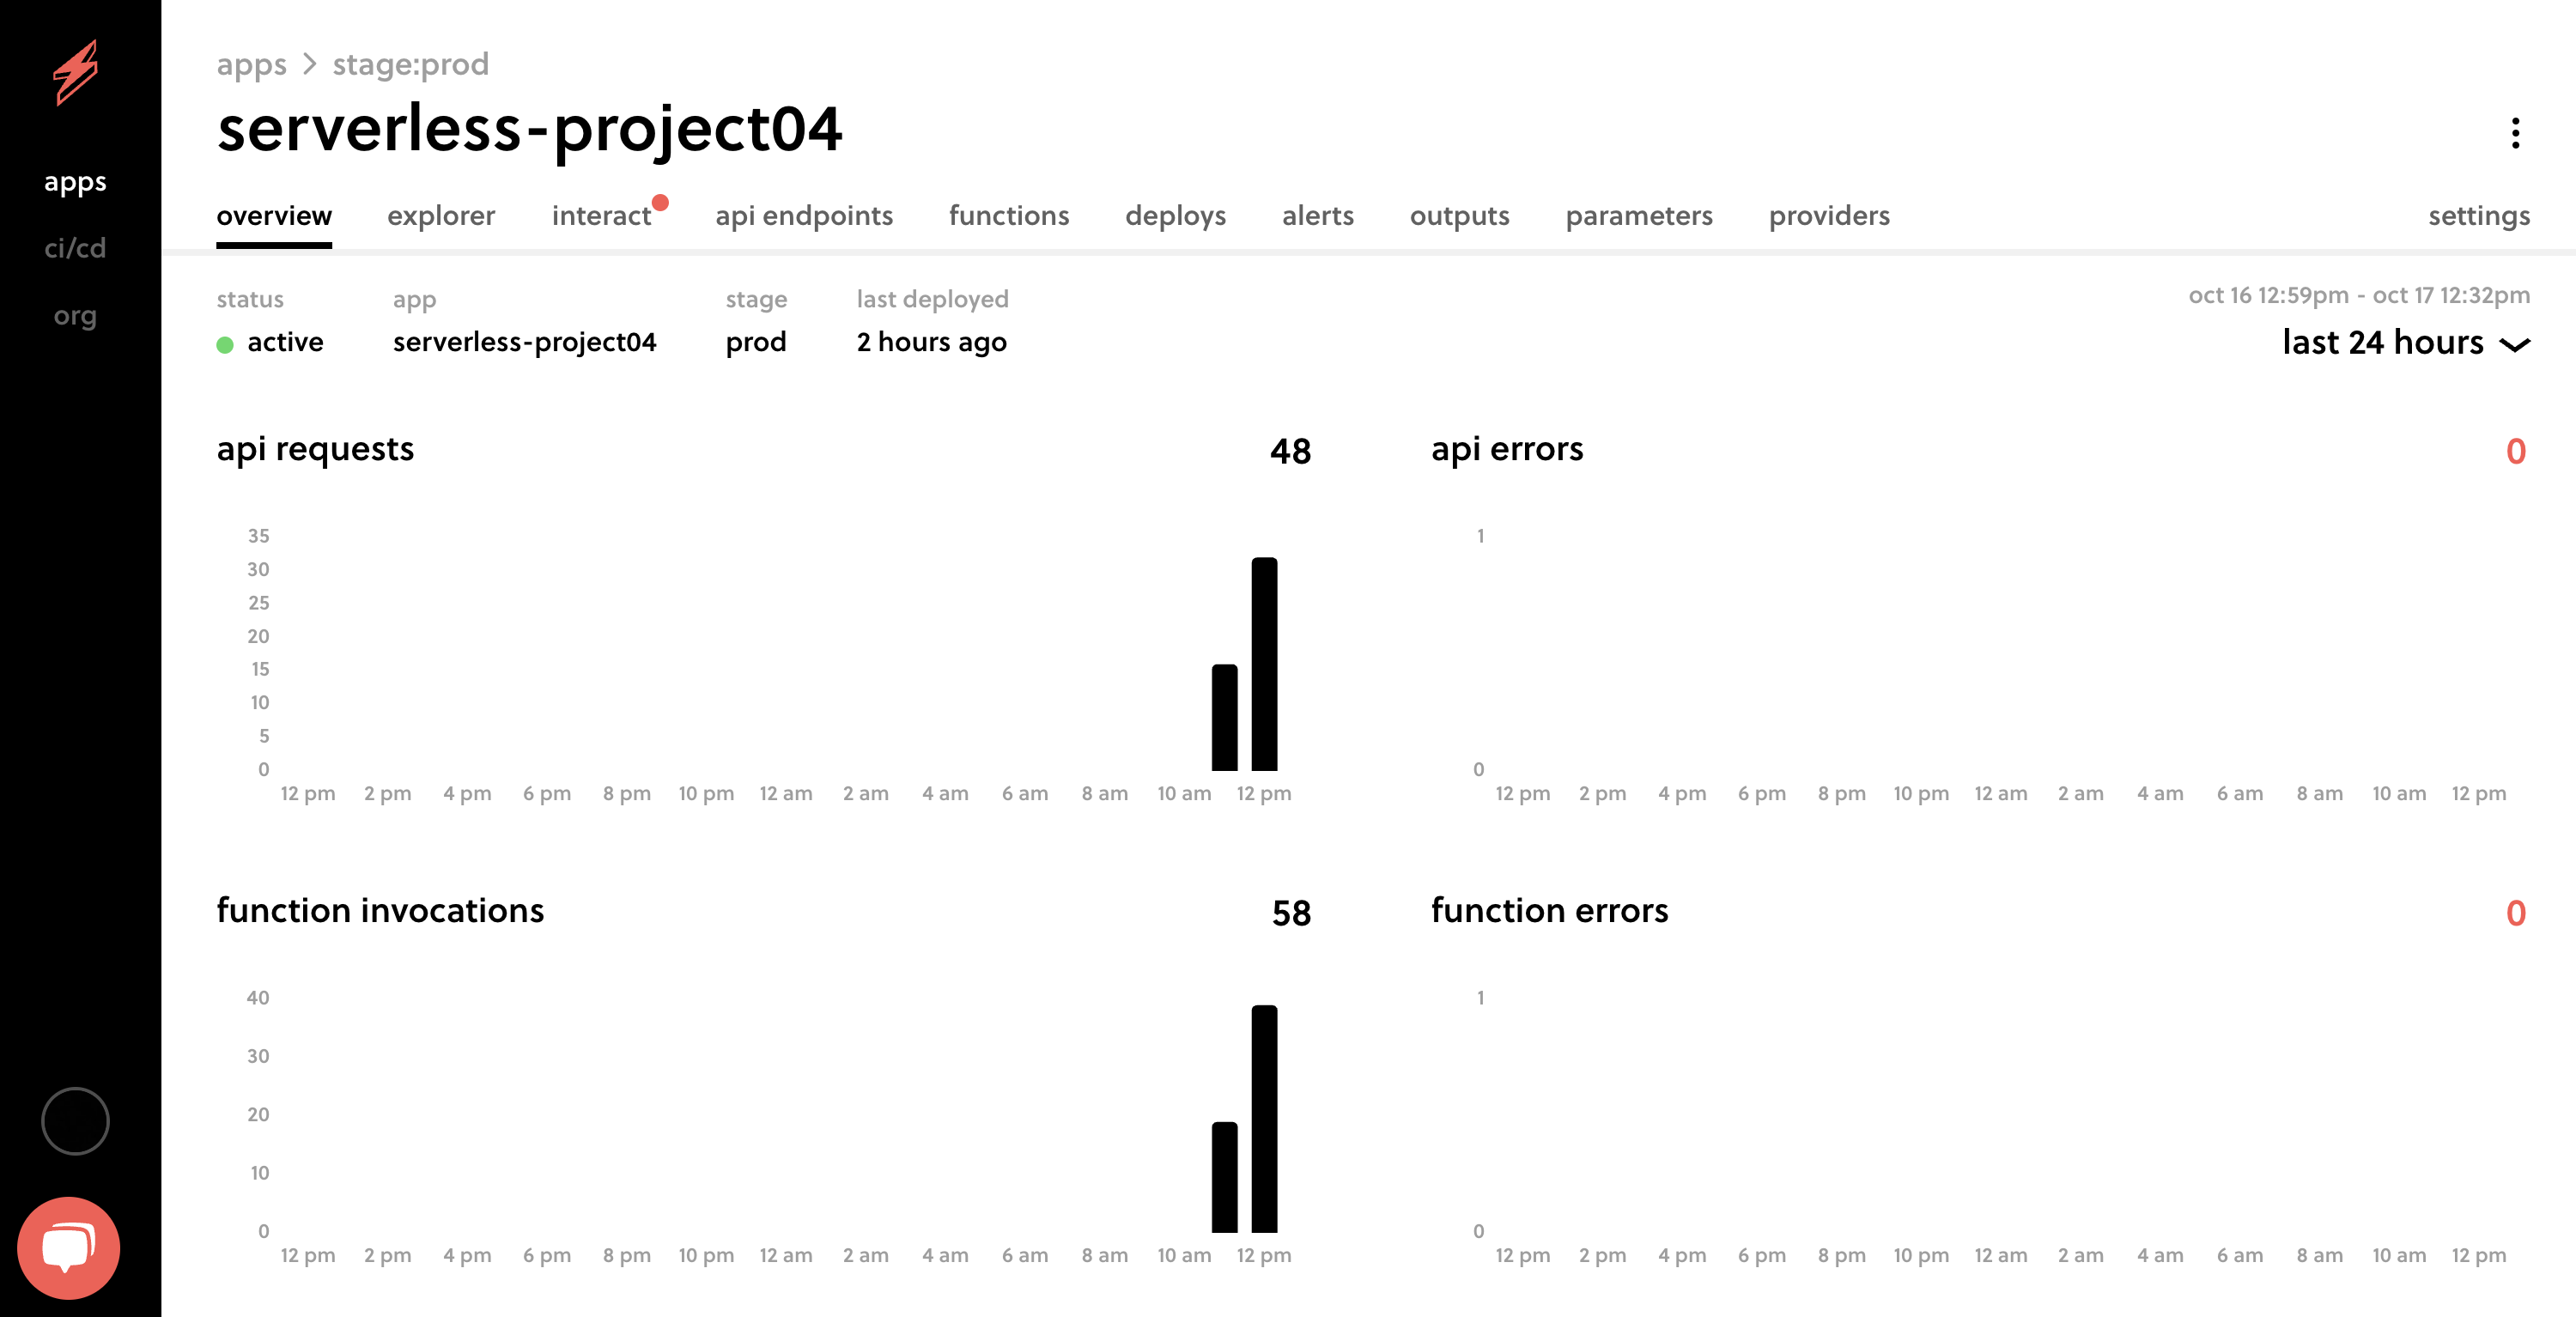 apps > stage:prod
serverless-project04
apps
ci/cd
org
overview explorer interact api endpoints functions deploys alerts outputs parameters providers settings
status app stage last deployed oct 16 12:59pm - oct 17 12:32pm
active serverless-project04 prod 2 hours ago last 24 hours
api requests 48
35
30
25
20
15
10
5
0
12 pm 2 pm 4 pm 6 pm 8 pm 10 pm 12 am 2 am 4 am 6 am 8 am 10 am 12 pm
api errors 0
1
0
12 pm 2 pm 4 pm 6 pm 8 pm 10 pm 12 am 2 am 4 am 6 am 8 am 10 am 12 pm
function invocations 58
40
30
20
10
0
12 pm 2 pm 4 pm 6 pm 8 pm 10 pm 12 am 2 am 4 am 6 am 8 am 10 am 12 pm
function errors 0
1
0
12 pm 2 pm 4 pm 6 pm 8 pm 10 pm 12 am 2 am 4 am 6 am 8 am 10 am 12 pm